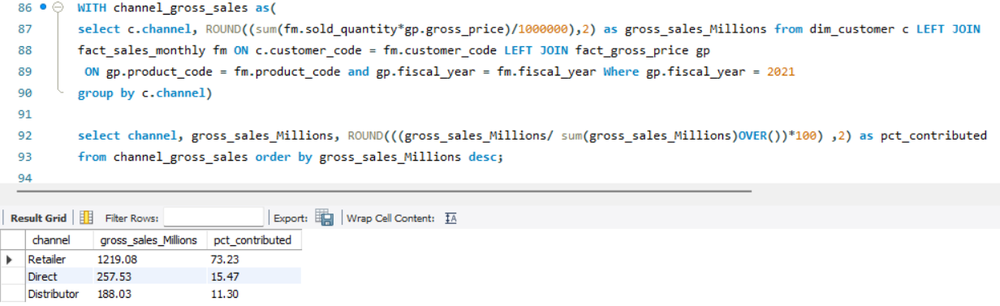 86 WITH channel_gross_sales as(
87 select c.channel, ROUND((sum(fm.sold_quantity*gp.gross_price)/1000000),2) as gross_sales_Millions from dim_customer c LEFT JOIN
88 fact_sales_monthly fm ON c.customer_code = fm.customer_code LEFT JOIN fact_gross_price gp
89 ON gp.product_code = fm.product_code and gp.fiscal_year = fm.fiscal_year Where gp.fiscal_year = 2021
90 group by c.channel)
91
92 select channel, gross_sales_Millions, ROUND(((gross_sales_Millions/ sum(gross_sales_Millions)OVER())*100) ,2) as pct_contributed
93 from channel_gross_sales order by gross_sales_Millions desc;
94
Result Grid Filter Rows: Export: Wrap Cell Content: IA
channel gross_sales_Millions pct_contributed
Retailer 1219.08 73.23
Direct 257.53 15.47
Distributor 188.03 11.30